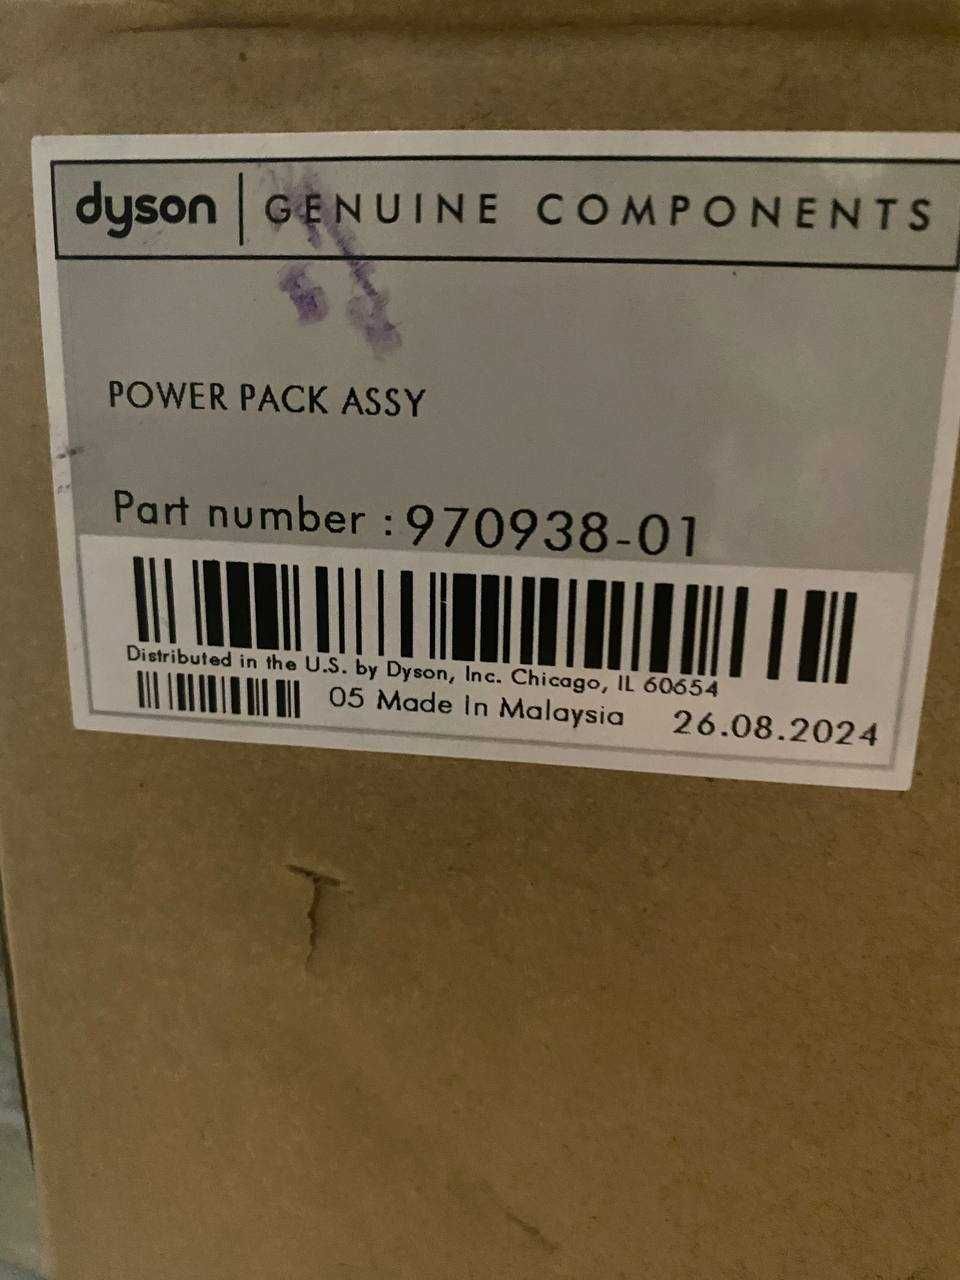 dyson | GENUINE COMPONENTS
POWER PACK ASSY
Part number : 970938-01
Distributed in the U.S. by Dyson, Inc. Chicago, IL 60654
05 Made In Malaysia 26.08.2024